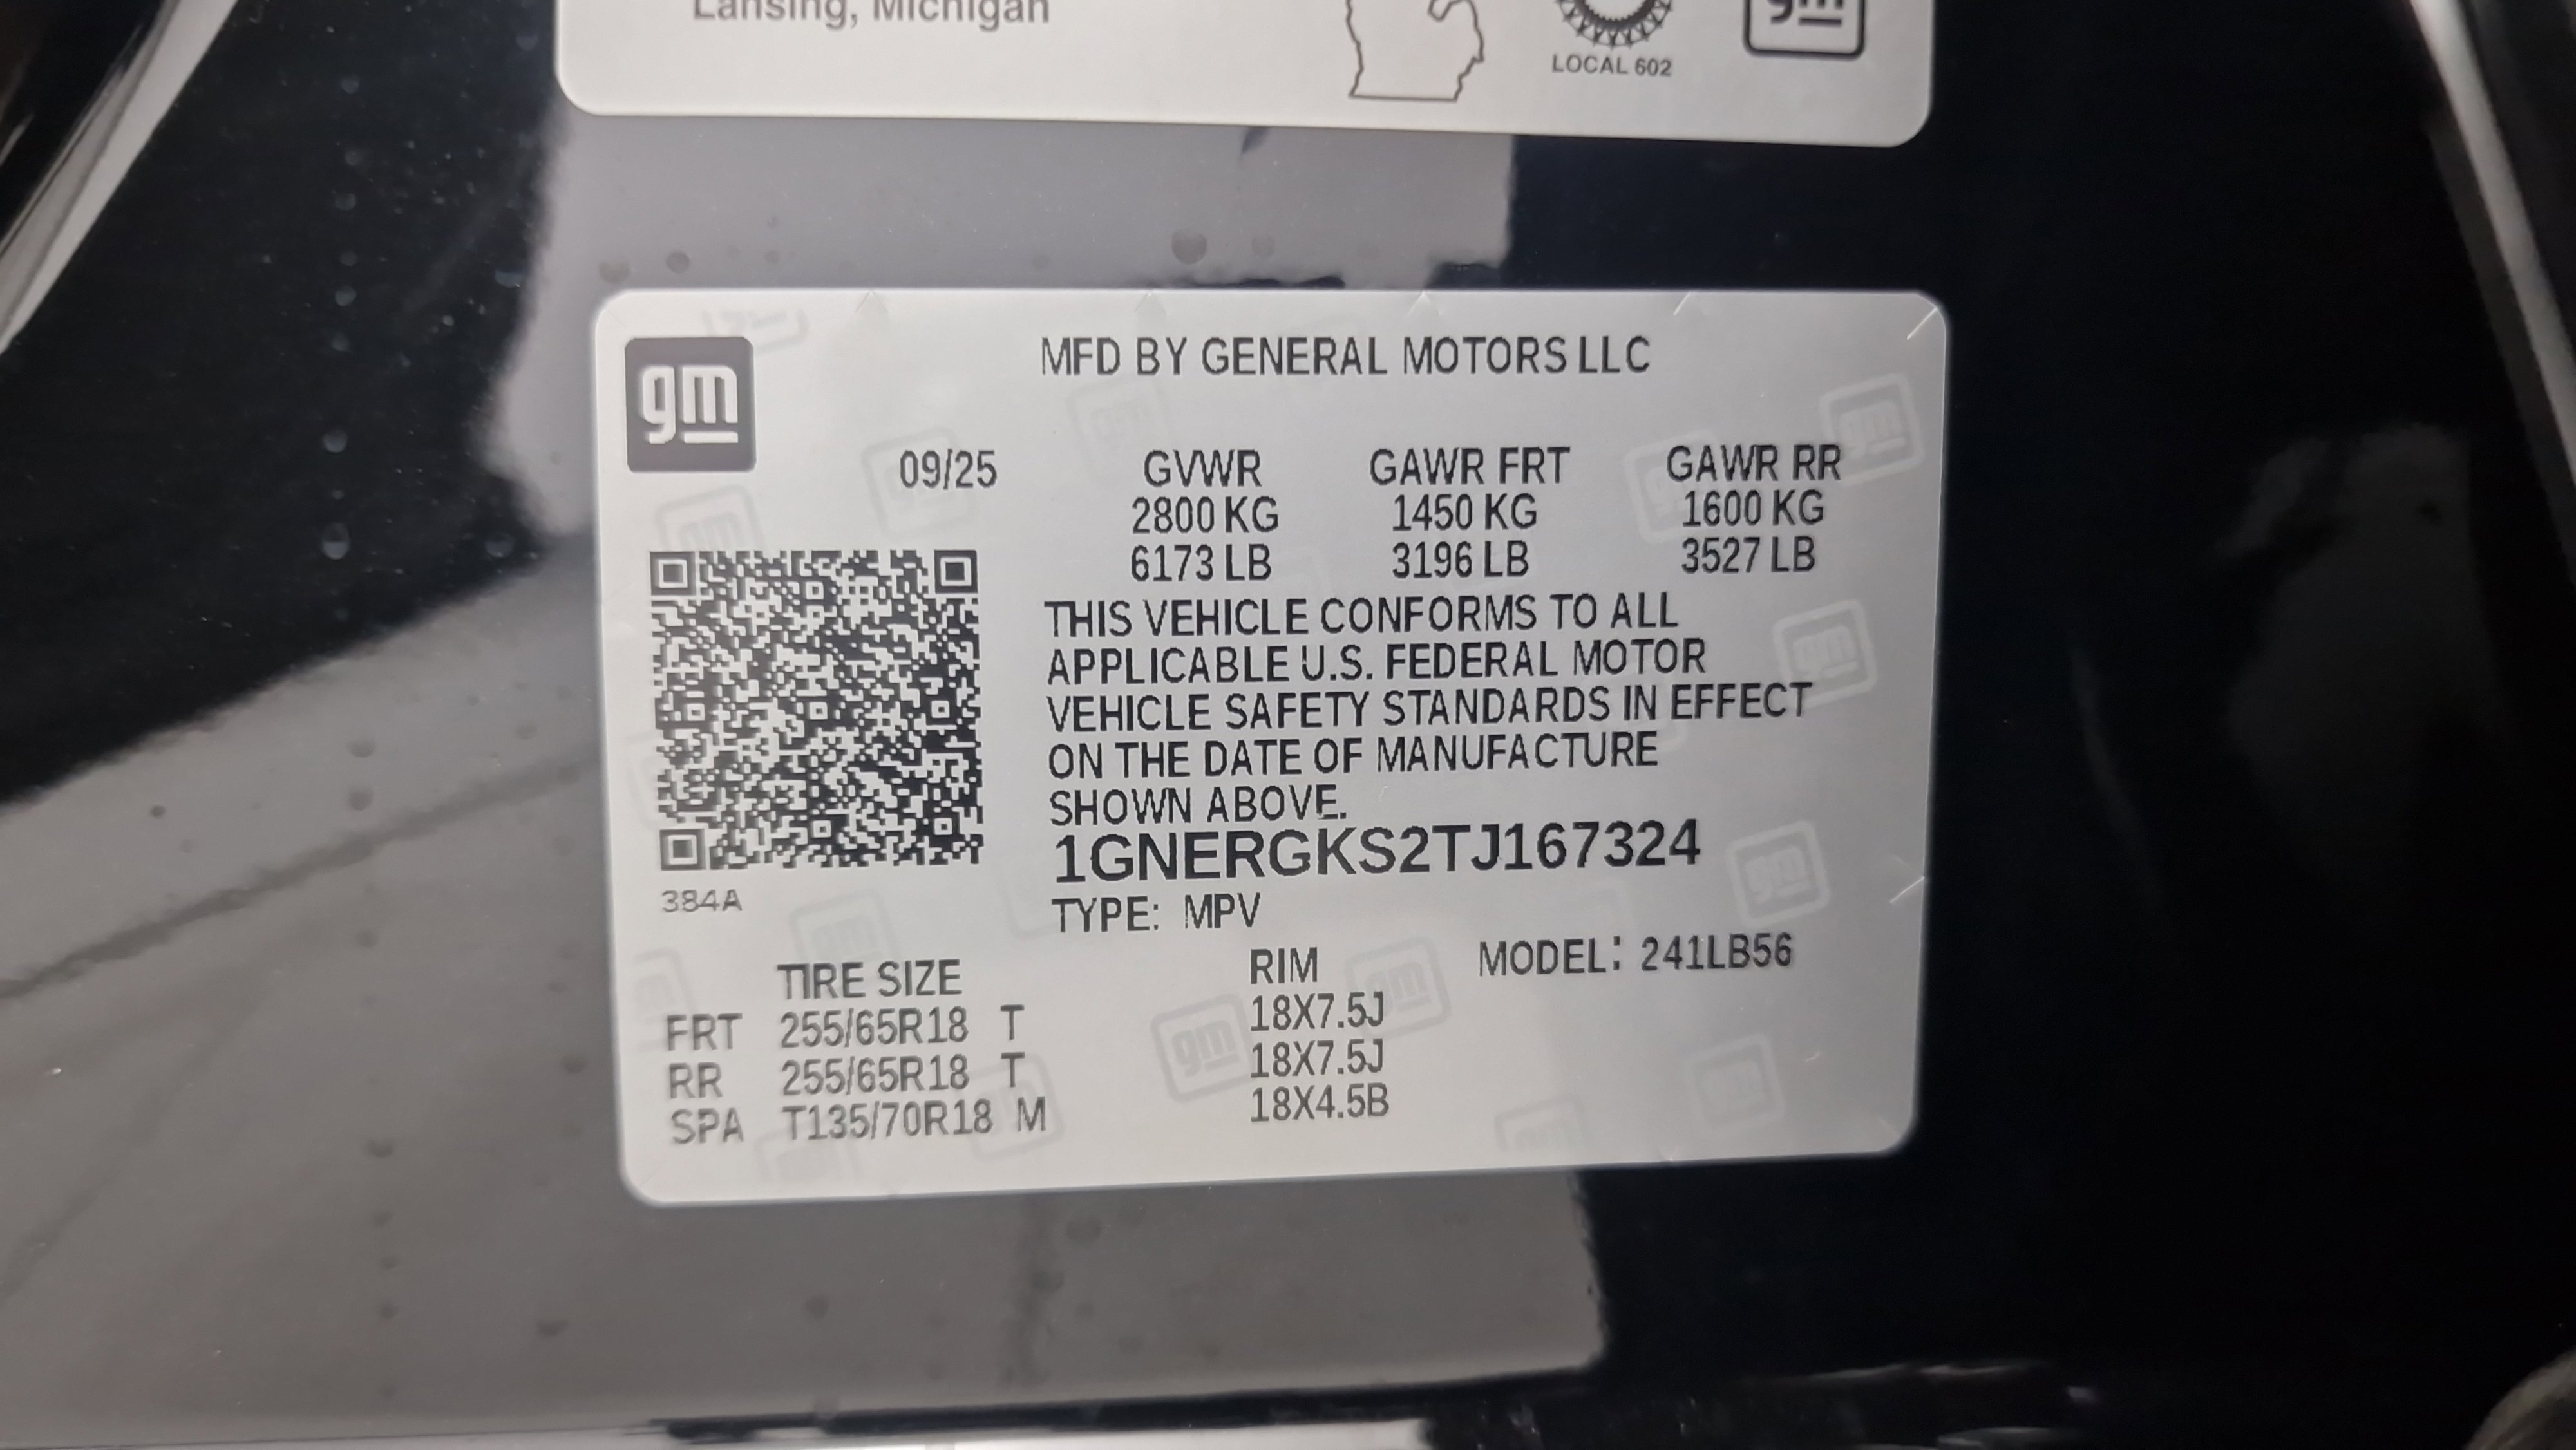 Lansing, Michigan
LOCAL 602
gm
gm
MFD BY GENERAL MOTORS LLC
09/25 GVWR GAWR FRT GAWR RR
2800 KG 1450 KG 1600 KG
6173 LB 3196 LB 3527 LB
THIS VEHICLE CONFORMS TO ALL
APPLICABLE U.S. FEDERAL MOTOR
VEHICLE SAFETY STANDARDS IN EFFECT
ON THE DATE OF MANUFACTURE
SHOWN ABOVE.
1GNERGKS2TJ167324
384A
TYPE: MPV
TIRE SIZE RIM MODEL: 241LB56
FRT 255/65R18 T 18X7.5J
RR 255/65R18 T 18X7.5J
SPA T135/70R18 M 18X4.5B